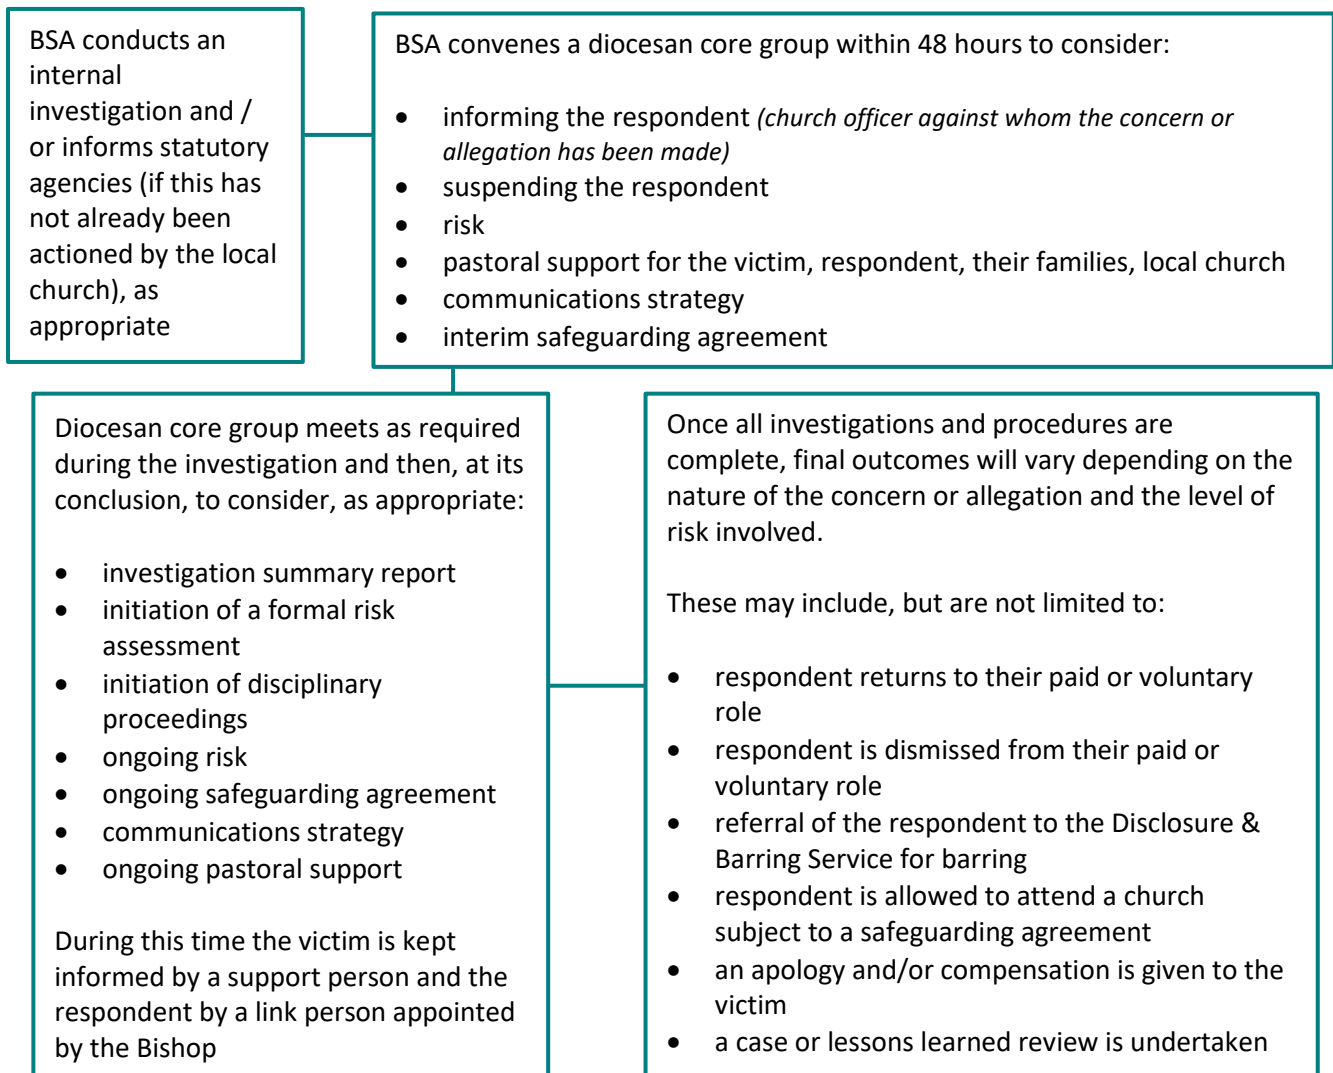 BSA conducts an
internal
investigation and /
or informs statutory
agencies (if this has
not already been
actioned by the local
church), as
appropriate
BSA convenes a diocesan core group within 48 hours to consider:
• informing the respondent (church officer against whom the concern or
allegation has been made)
• suspending the respondent
• risk
• pastoral support for the victim, respondent, their families, local church
• communications strategy
• interim safeguarding agreement
Diocesan core group meets as required
during the investigation and then, at its
conclusion, to consider, as appropriate:
• investigation summary report
• initiation of a formal risk
assessment
• initiation of disciplinary
proceedings
• ongoing risk
• ongoing safeguarding agreement
• communications strategy
• ongoing pastoral support
During this time the victim is kept
informed by a support person and the
respondent by a link person appointed
by the Bishop
Once all investigations and procedures are
complete, final outcomes will vary depending on the
nature of the concern or allegation and the level of
risk involved.
These may include, but are not limited to:
• respondent returns to their paid or voluntary
role
• respondent is dismissed from their paid or
voluntary role
• referral of the respondent to the Disclosure &
Barring Service for barring
• respondent is allowed to attend a church
subject to a safeguarding agreement
• an apology and/or compensation is given to the
victim
• a case or lessons learned review is undertaken